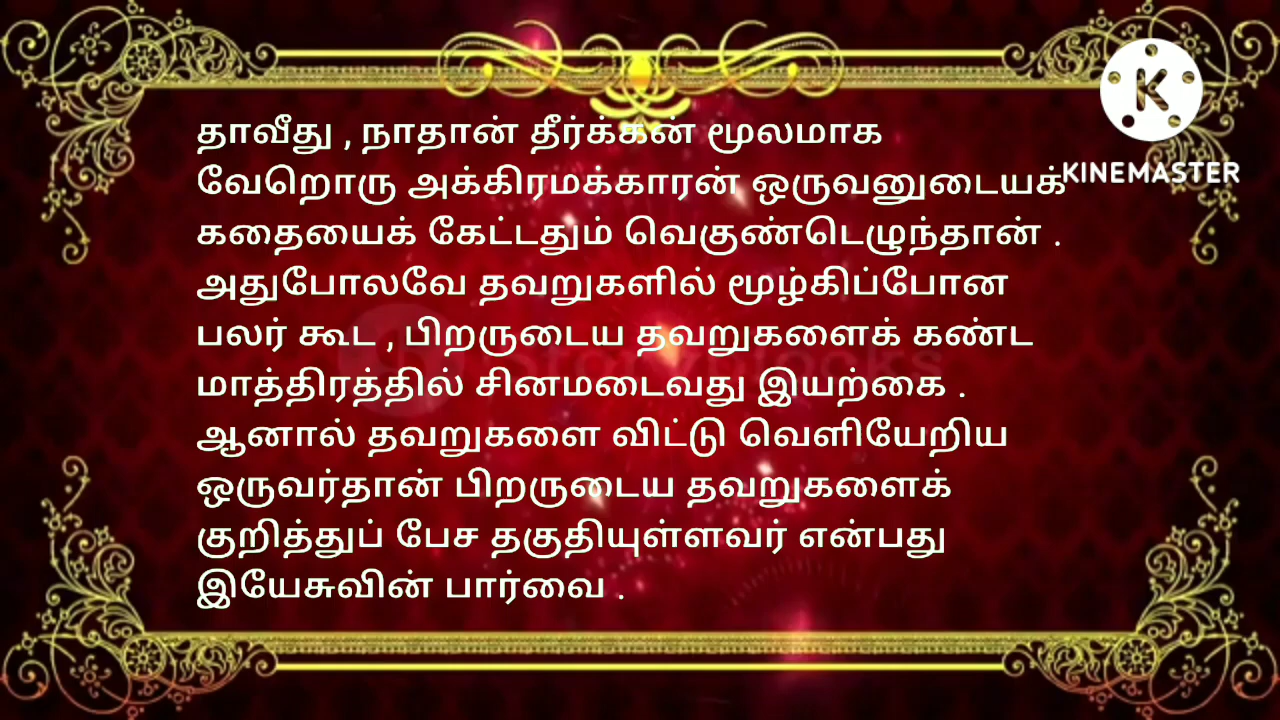 தாவீது , நாதான் தீர்க்கன் மூலமாக
வேறொரு அக்கிரமக்காரன் ஒருவனுடையக்
கதையைக் கேட்டதும் வெகுண்டெழுந்தான் .
அதுபோலவே தவறுகளில் மூழ்கிப்போன
பலர் கூட , பிறருடைய தவறுகளைக் கண்ட
மாத்திரத்தில் சினமடைவது இயற்கை .
ஆனால் தவறுகளை விட்டு வெளியேறிய
ஒருவர்தான் பிறருடைய தவறுகளைக்
குறித்துப் பேச தகுதியுள்ளவர் என்பது
இயேசுவின் பார்வை .
K
KINEMASTER